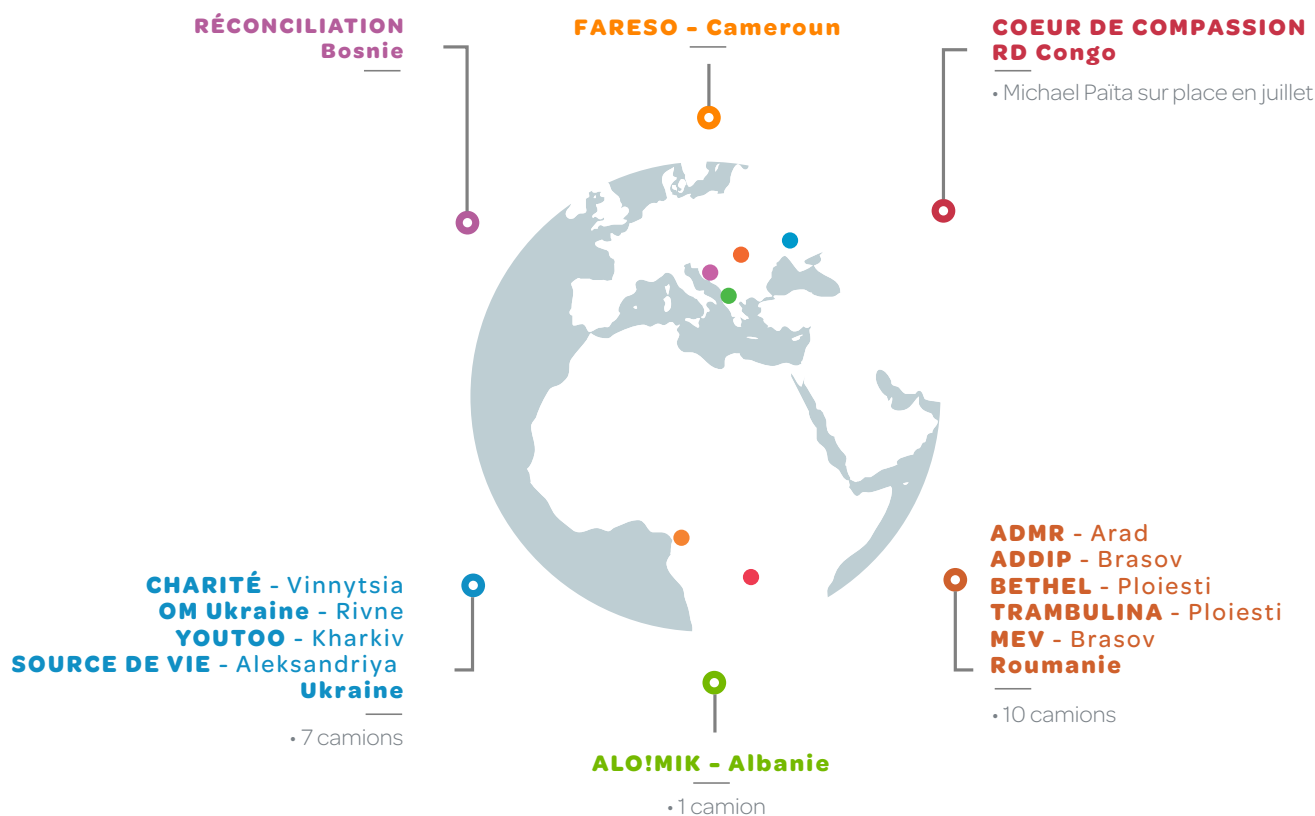 RÉCONCILIATION
Bosnie
FARESO - Cameroun
COEUR DE COMPASSION
RD Congo
• Michael Païta sur place en juillet
CHARITÉ - Vinnytsia
OM Ukraine - Rivne
YOUTOO - Kharkiv
SOURCE DE VIE - Aleksandriya
Ukraine
• 7 camions
ALO!MIK - Albanie
• 1 camion
ADMR - Arad
ADDIP - Brasov
BETHEL - Ploiesti
TRAMBULINA - Ploiesti
MEV - Brasov
Roumanie
• 10 camions